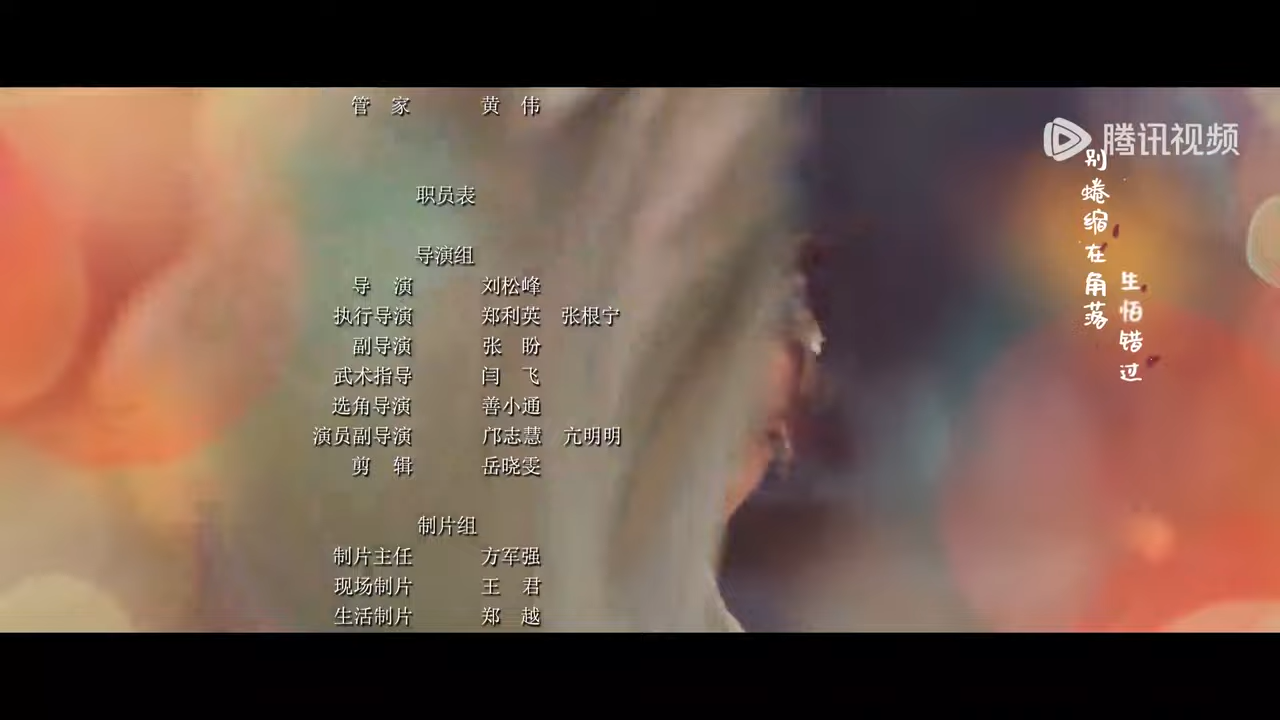 管 家 黄 伟
职员表
导演组
导 演 刘松峰
执行导演 郑利英 张根宁
副导演 张 盼
武术指导 闫 飞
选角导演 善小通
演员副导演 邝志慧 亢明明
剪 辑 岳晓雯
制片组
制片主任 方军强
现场制片 王 君
生活制片 郑 越
腾讯视频
别蜷缩在角落
生怕错过